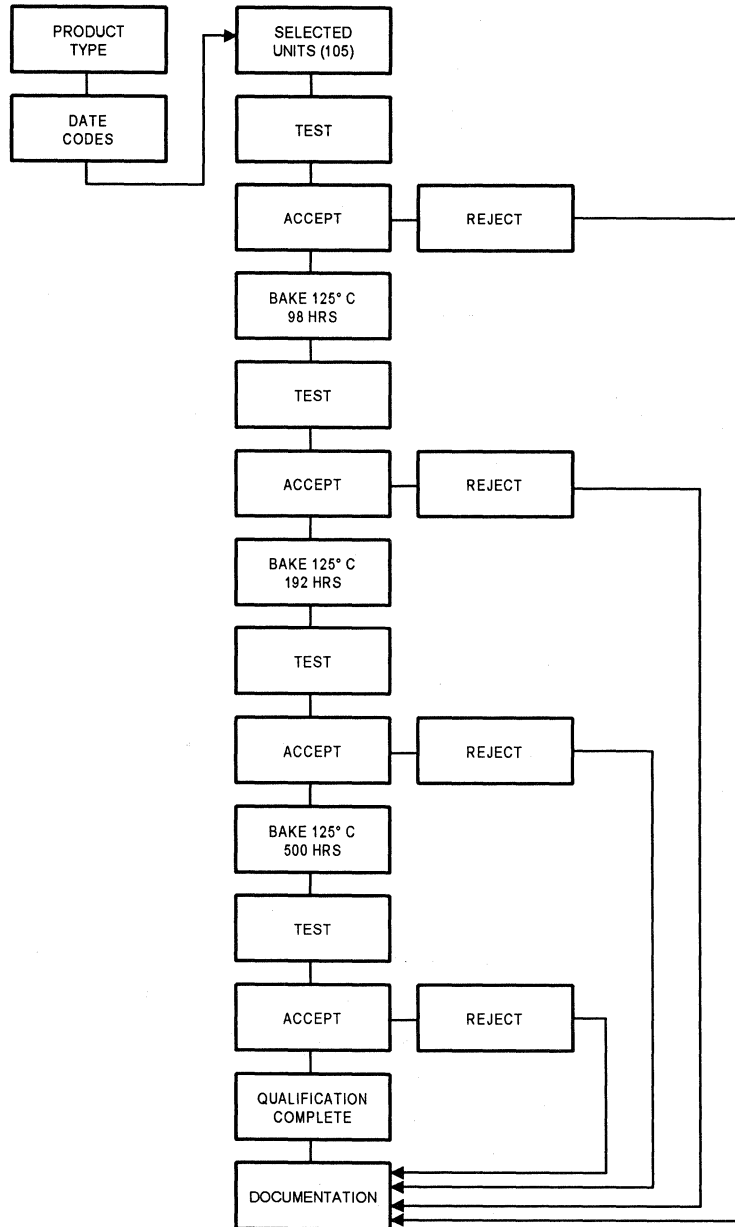 PRODUCT
TYPE
DATE
CODES
SELECTED
UNITS (105)
TEST
ACCEPT
REJECT
BAKE 125° C
98 HRS
TEST
ACCEPT
REJECT
BAKE 125° C
192 HRS
TEST
ACCEPT
REJECT
BAKE 125° C
500 HRS
TEST
ACCEPT
REJECT
QUALIFICATION
COMPLETE
DOCUMENTATION